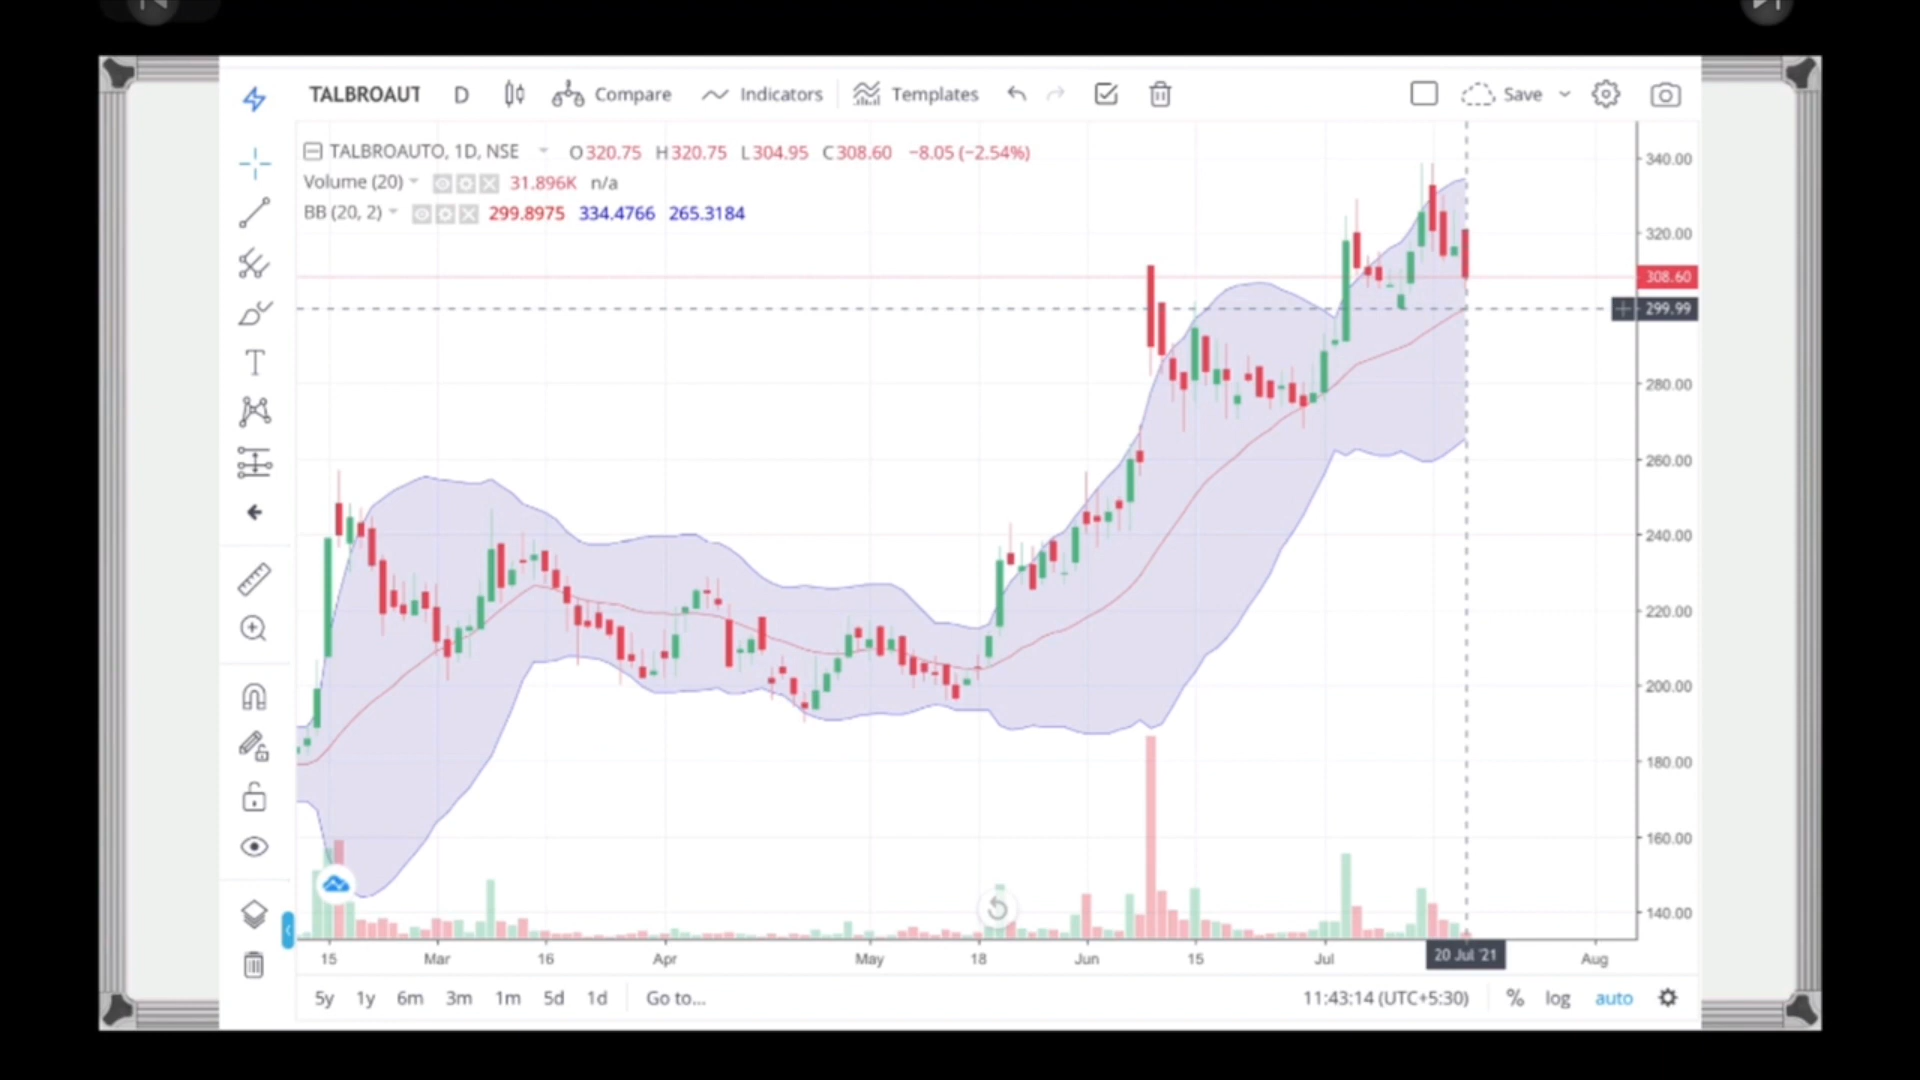 TALBROAUT D Compare Indicators Templates Save
TALBROAUTO, 1D, NSE O320.75 H320.75 L304.95 C308.60 −8.05 (−2.54%)
Volume (20) 31.896K n/a
BB (20, 2) 299.8975 334.4766 265.3184
340.00
320.00
308.60
299.99
280.00
260.00
240.00
220.00
200.00
180.00
160.00
140.00
15 Mar 16 Apr May 18 Jun 15 Jul 20 Jul '21 Aug
5y 1y 6m 3m 1m 5d 1d Go to... 11:43:14 (UTC+5:30) % log auto